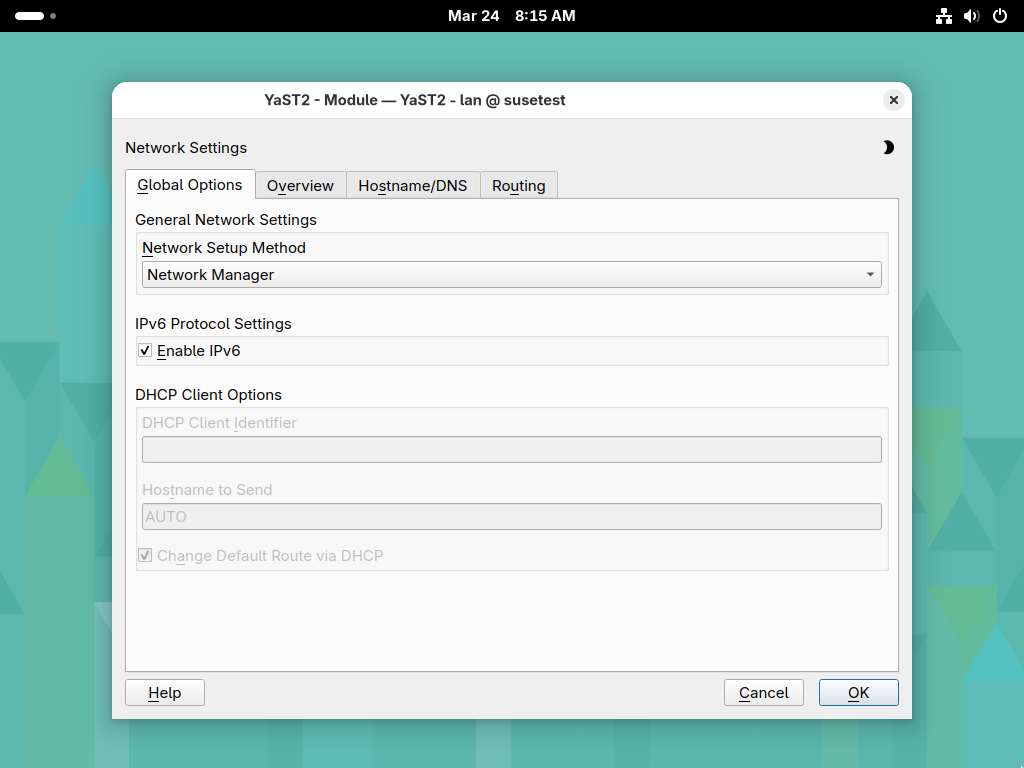 Mar 24 8:15 AM
YaST2 - Module — YaST2 - lan @ susetest
Network Settings
Global Options Overview Hostname/DNS Routing
General Network Settings
Network Setup Method
Network Manager
IPv6 Protocol Settings
Enable IPv6
DHCP Client Options
DHCP Client Identifier
Hostname to Send
AUTO
Change Default Route via DHCP
Help Cancel OK